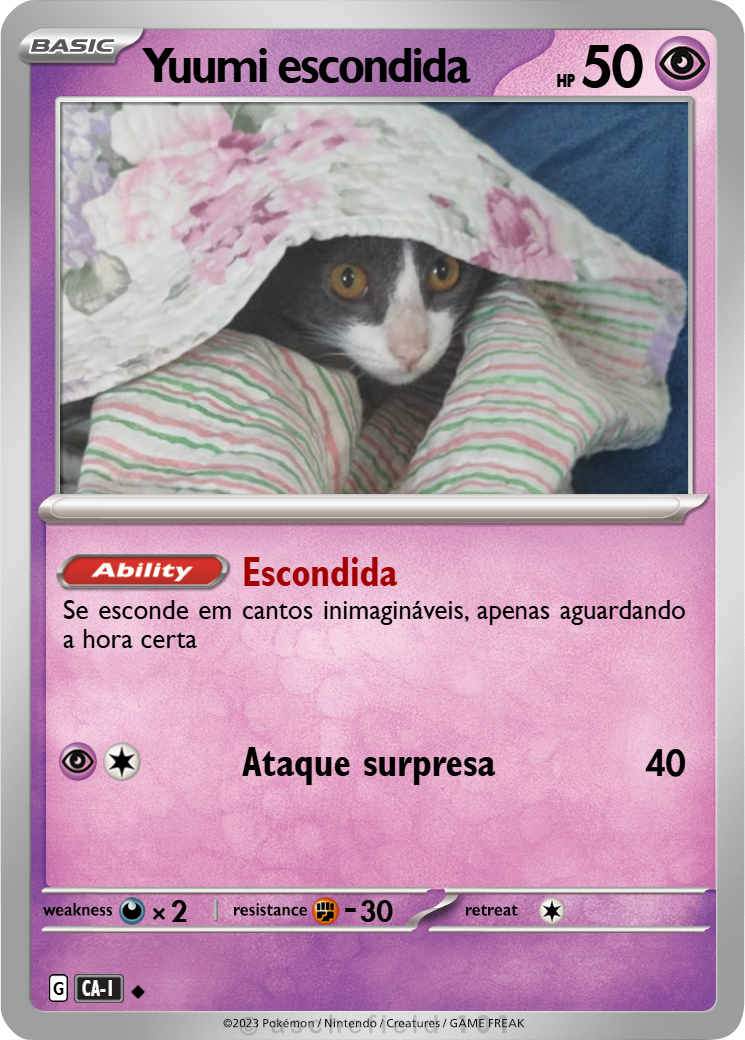 BASIC
Yuumi escondida
HP 50
Ability Escondida
Se esconde em cantos inimagináveis, apenas aguardando
a hora certa
Ataque surpresa 40
weakness × 2 resistance -30 retreat
G CA-I
©2023 Pokémon / Nintendo / Creatures / GAME FREAK